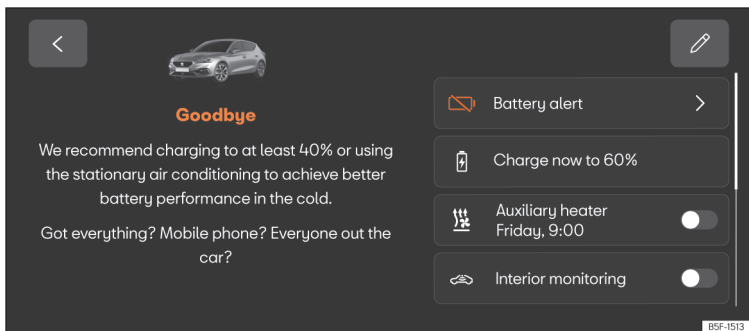 Goodbye
We recommend charging to at least 40% or using
the stationary air conditioning to achieve better
battery performance in the cold.
Got everything? Mobile phone? Everyone out the
car?
Battery alert
Charge now to 60%
Auxiliary heater
Friday, 9:00
Interior monitoring
B5F-1513